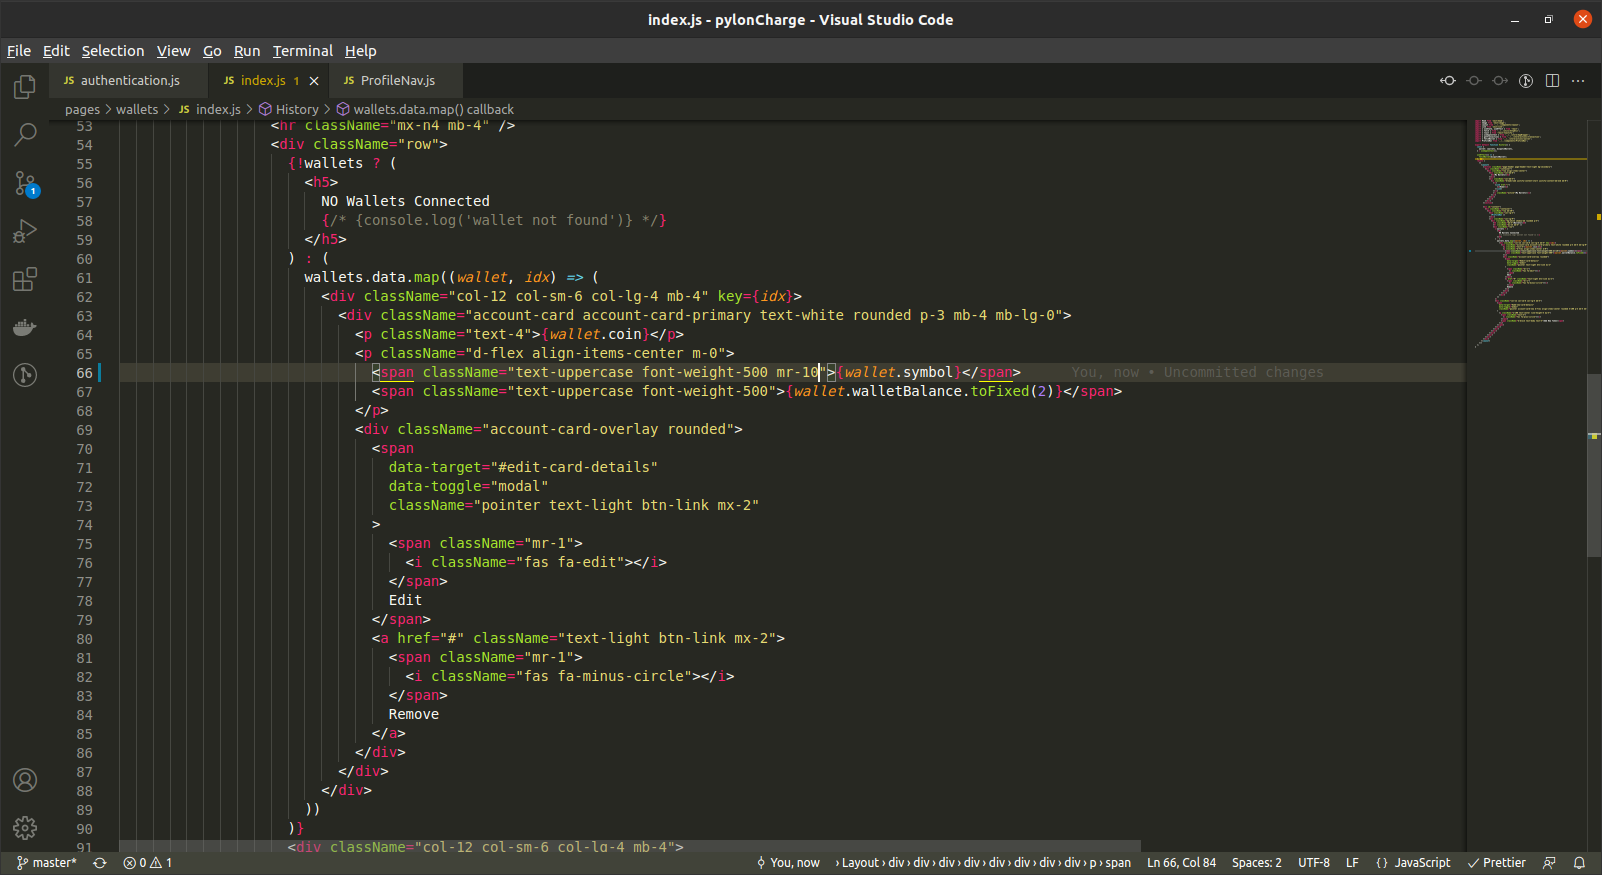 index.js - pylonCharge - Visual Studio Code
File Edit Selection View Go Run Terminal Help
JS authentication.js JS index.js 1 JS ProfileNav.js
pages > wallets > JS index.js > History > wallets.data.map() callback
53 <hr className="mx-n4 mb-4" />
54 <div className="row">
55 {!wallets ? (
56 <h5>
57 NO Wallets Connected
58 {/* {console.log('wallet not found')} */}
59 </h5>
60 ) : (
61 wallets.data.map((wallet, idx) => (
62 <div className="col-12 col-sm-6 col-lg-4 mb-4" key={idx}>
63 <div className="account-card account-card-primary text-white rounded p-3 mb-4 mb-lg-0">
64 <p className="text-4">{wallet.coin}</p>
65 <p className="d-flex align-items-center m-0">
66 <span className="text-uppercase font-weight-500 mr-10">{wallet.symbol}</span> You, now • Uncommitted changes
67 <span className="text-uppercase font-weight-500">{wallet.walletBalance.toFixed(2)}</span>
68 </p>
69 <div className="account-card-overlay rounded">
70 <span
71 data-target="#edit-card-details"
72 data-toggle="modal"
73 className="pointer text-light btn-link mx-2"
74 >
75 <span className="mr-1">
76 <i className="fas fa-edit"></i>
77 </span>
78 Edit
79 </span>
80 <a href="#" className="text-light btn-link mx-2">
81 <span className="mr-1">
82 <i className="fas fa-minus-circle"></i>
83 </span>
84 Remove
85 </a>
86 </div>
87 </div>
88 </div>
89 ))
90 )}
91 <div className="col-12 col-sm-6 col-lg-4 mb-4">
1
master* 0 1 You, now › Layout › div › div › div › div › div › div › div › div › p › span Ln 66, Col 84 Spaces: 2 UTF-8 LF {} JavaScript Prettier